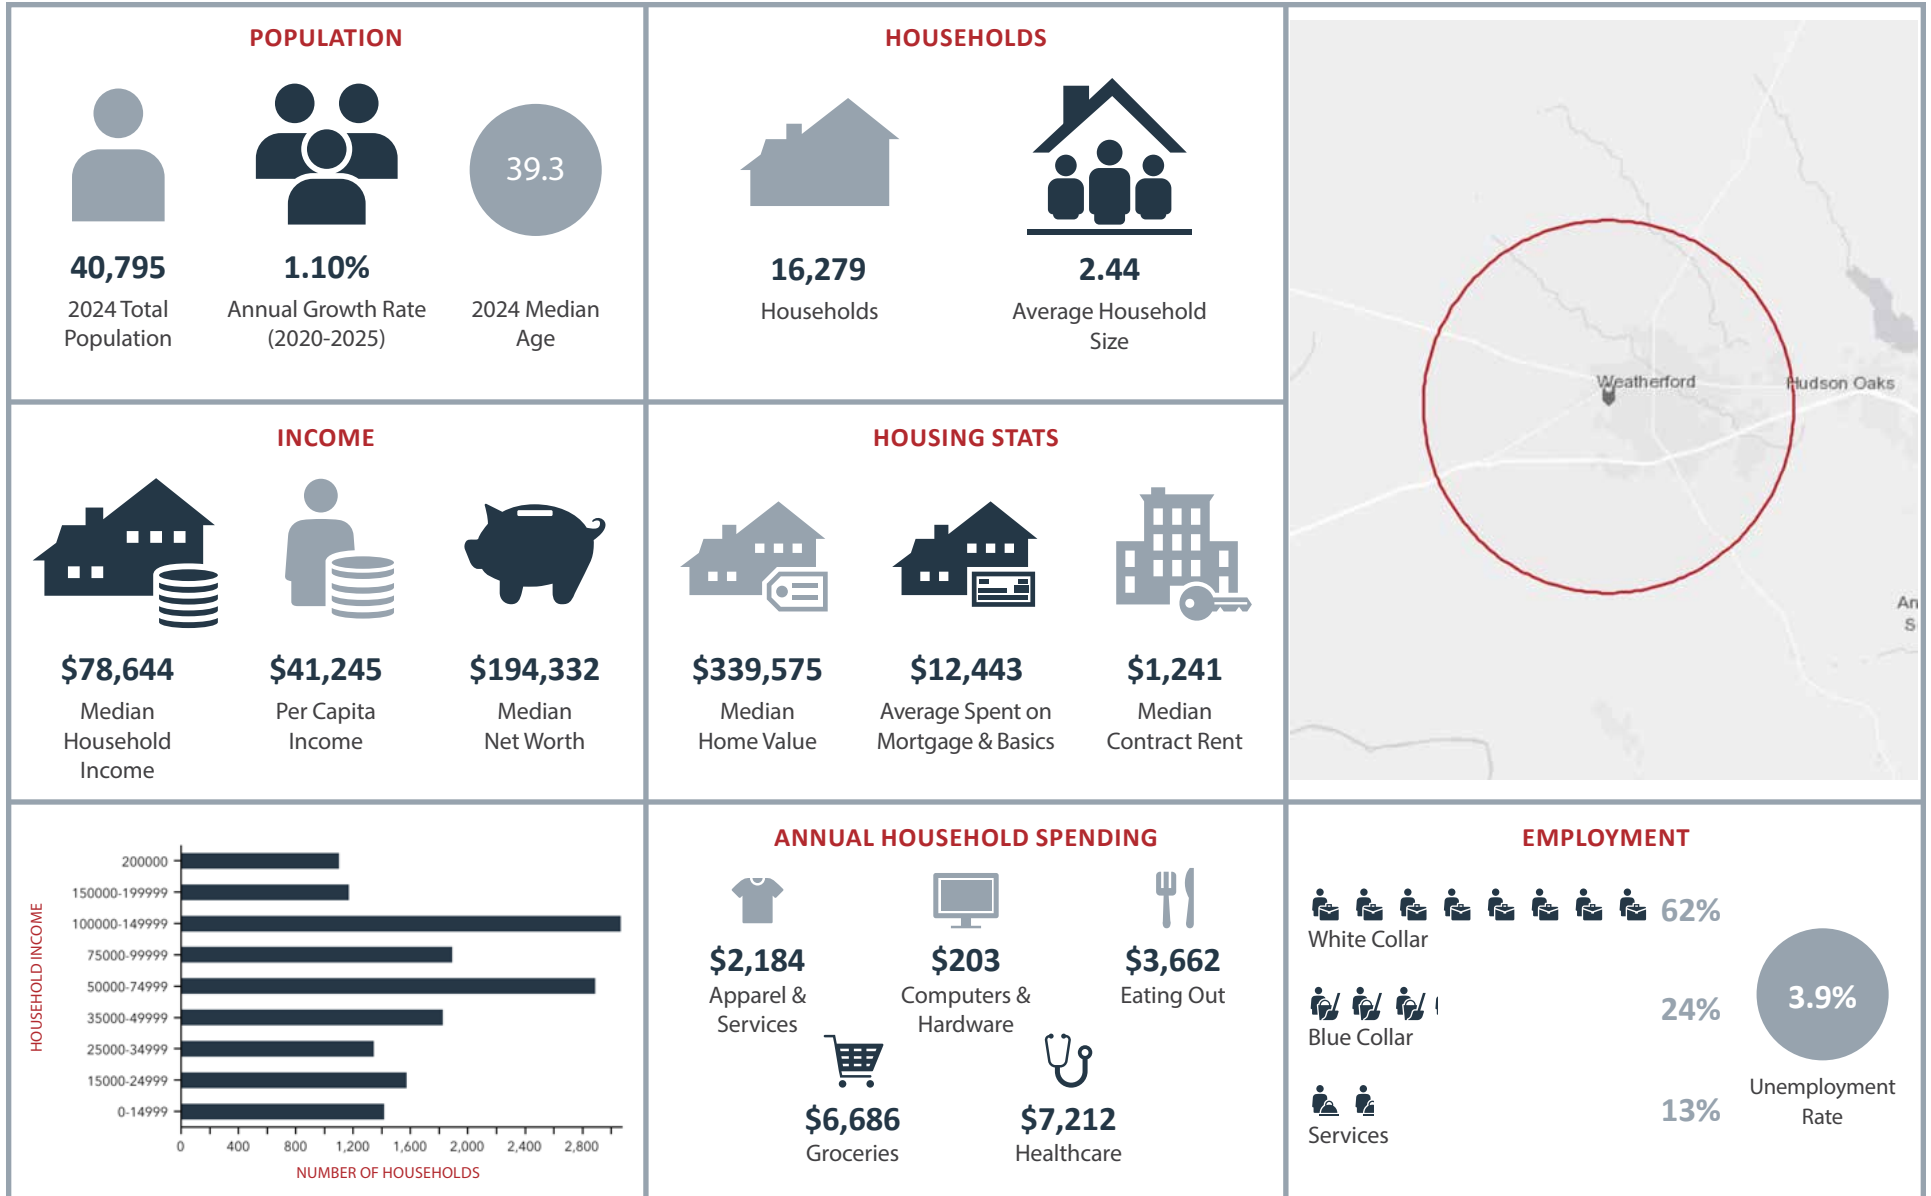 POPULATION
39.3
40,795
2024 Total
Population
1.10%
Annual Growth Rate
(2020-2025)
2024 Median
Age
HOUSEHOLDS
16,279
Households
2.44
Average Household
Size
Weatherford
Hudson Oaks
An
S
INCOME
$78,644
Median
Household
Income
$41,245
Per Capita
Income
$194,332
Median
Net Worth
HOUSING STATS
$339,575
Median
Home Value
$12,443
Average Spent on
Mortgage & Basics
$1,241
Median
Contract Rent
HOUSEHOLD INCOME
200000
150000-199999
100000-149999
75000-99999
50000-74999
35000-49999
25000-34999
15000-24999
0-14999
0 400 800 1,200 1,600 2,000 2,400 2,800
NUMBER OF HOUSEHOLDS
ANNUAL HOUSEHOLD SPENDING
$2,184
Apparel &
Services
$203
Computers &
Hardware
$3,662
Eating Out
$6,686
Groceries
$7,212
Healthcare
EMPLOYMENT
62%
White Collar
24%
Blue Collar
13%
Services
3.9%
Unemployment
Rate